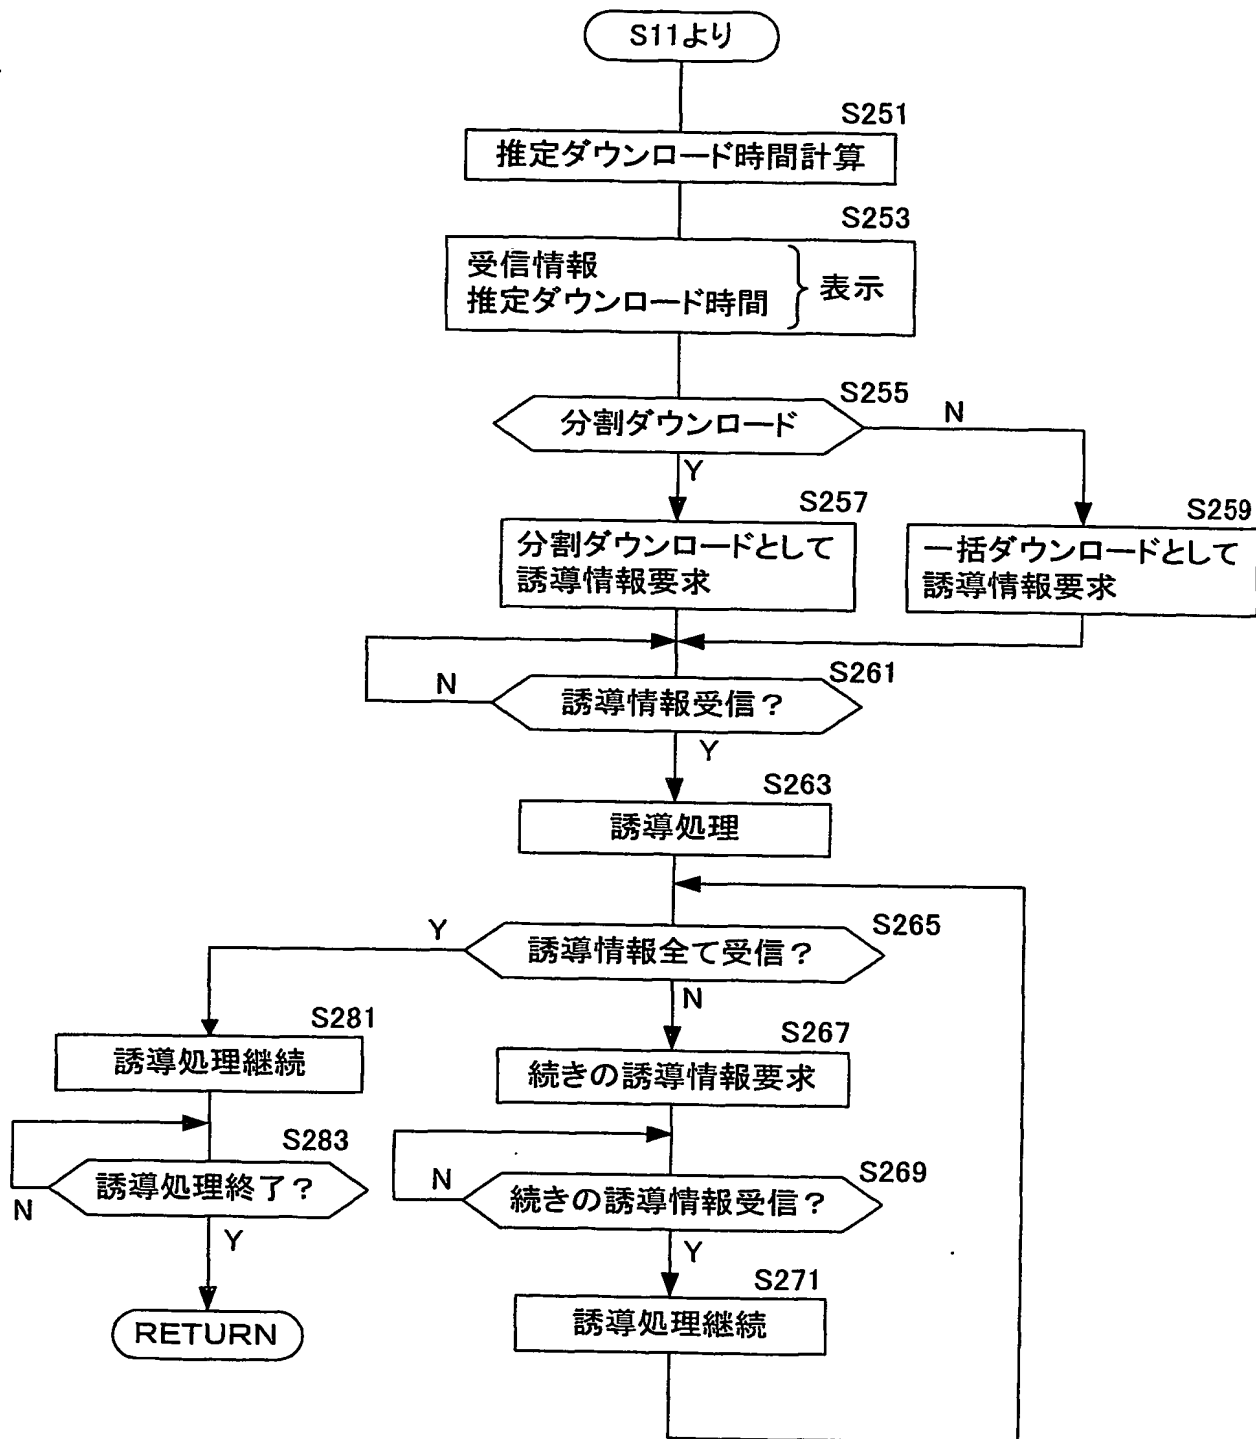 S11より
S251
推定ダウンロード時間計算
S253
受信情報
推定ダウンロード時間
表示
S255
分割ダウンロード
N
Y
S257
分割ダウンロードとして
誘導情報要求
S259
一括ダウンロードとして
誘導情報要求
S261
N
誘導情報受信？
Y
S263
誘導処理
S265
Y
誘導情報全て受信？
N
S281
誘導処理継続
S267
続きの誘導情報要求
S283
誘導処理終了？
N
Y
RETURN
S269
N
続きの誘導情報受信？
Y
S271
誘導処理継続